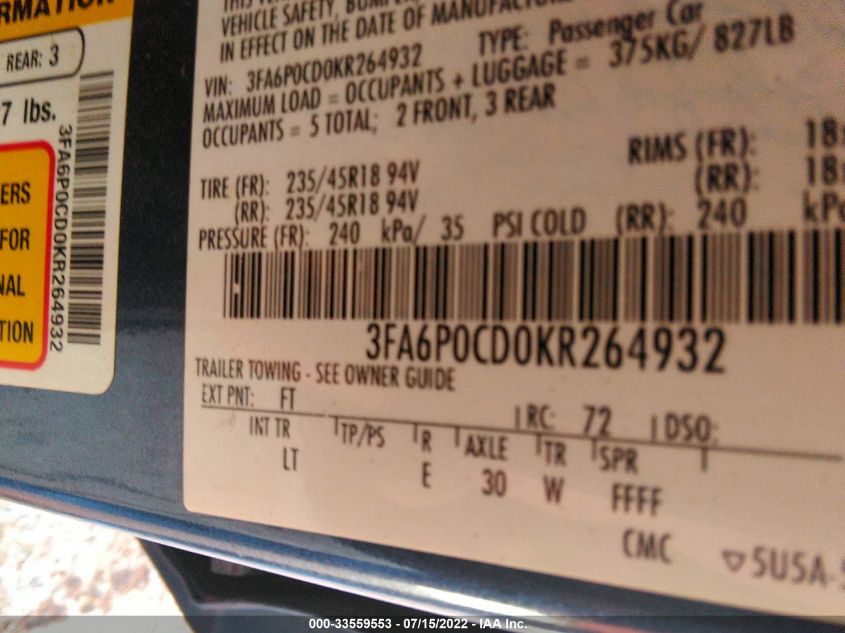 RMATION
REAR: 3
7 lbs.
ERS
FOR
NAL
TION
3FA6P0CD0KR264932
VEHICLE SAFETY,
IN EFFECT ON THE DATE OF MANUFACTURE
VIN: 3FA6P0CD0KR264932 TYPE: Passenger Car
MAXIMUM LOAD = OCCUPANTS + LUGGAGE = 375KG/ 827LB
OCCUPANTS = 5 TOTAL; 2 FRONT, 3 REAR
RIMS (FR): 18
TIRE (FR): 235/45R18 94V (RR): 18
(RR): 235/45R18 94V
PRESSURE (FR): 240 kPa/ 35 PSI COLD (RR): 240 kPa
3FA6P0CD0KR264932
TRAILER TOWING - SEE OWNER GUIDE
EXT PNT: FT RC: 72 DSO:
INT TR TP/PS R AXLE TR SPR
LT E 30 W FFFF
CMC 5U5A-
000-33559553 - 07/15/2022 - IAA Inc.